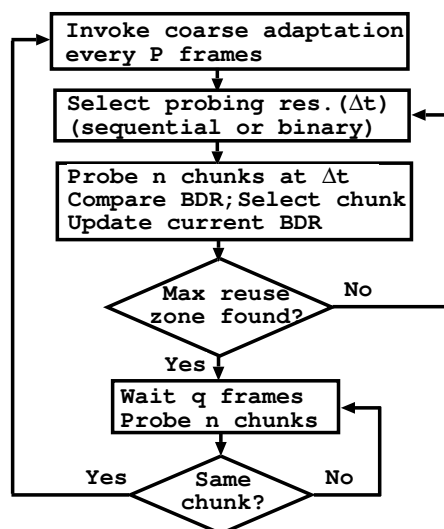 Invoke coarse adaptation
every P frames
Select probing res.(Δt)
(sequential or binary)
Probe n chunks at Δt
Compare BDR;Select chunk
Update current BDR
Max reuse
zone found?
No
Yes
Wait q frames
Probe n chunks
Yes
Same
chunk?
No